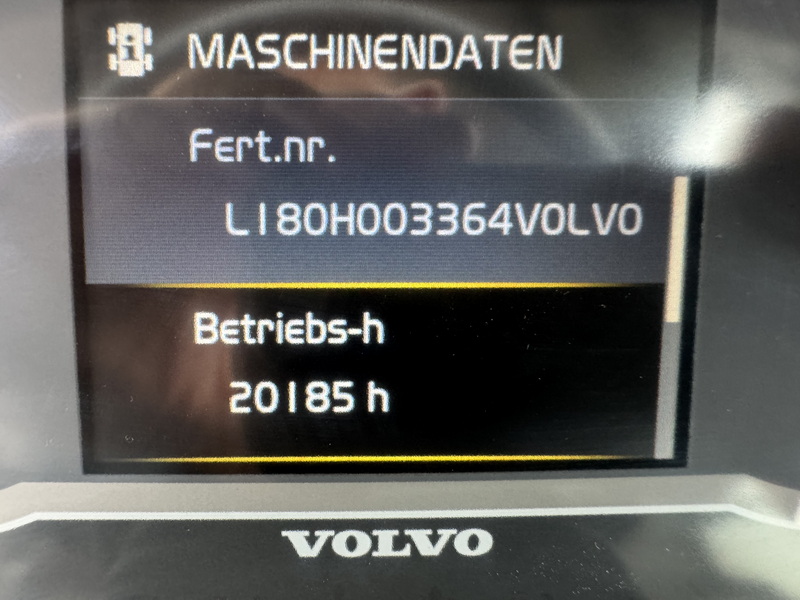 MASCHINENDATEN
Fert.nr.
L180H003364VOLVO
Betriebs-h
20185 h
VOLVO